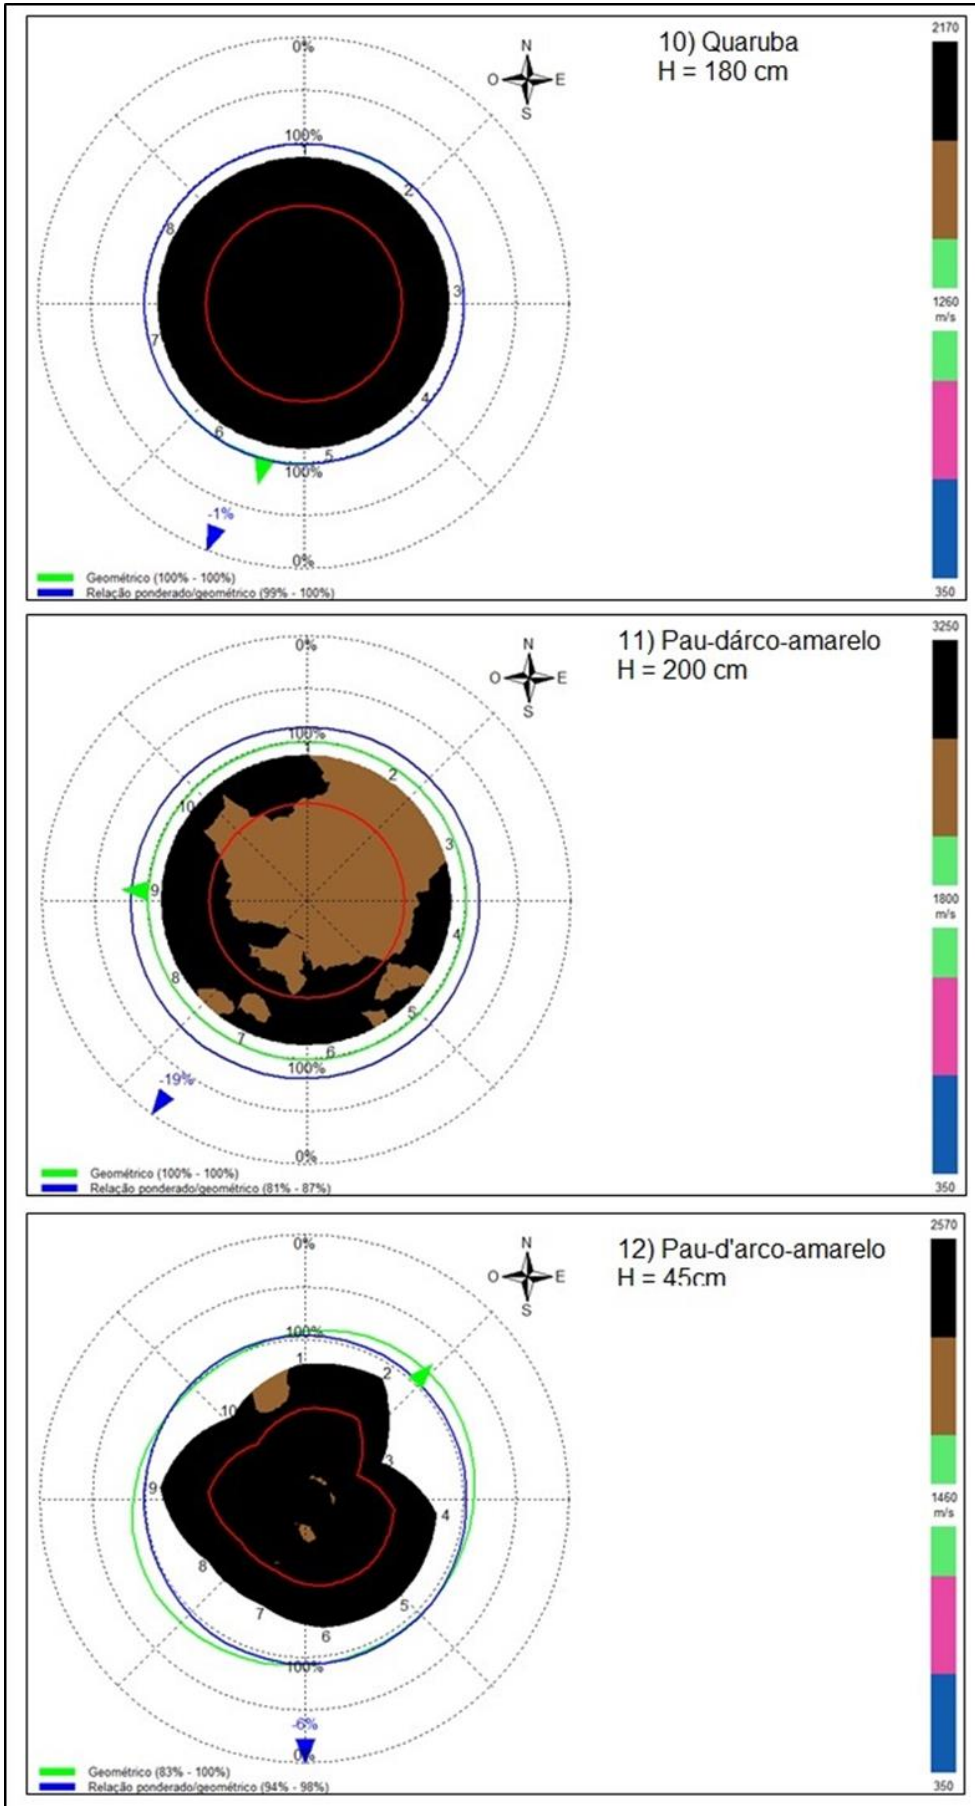 10) Quaruba
H = 180 cm
N
O E
S
0%
100%
1
2
3
4
5
6
7
8
100%
0%
-1%
Geométrico (100% - 100%)
Relação ponderado/geométrico (99% - 100%)
2170
1260
m/s
350
11) Pau-dárco-amarelo
H = 200 cm
N
O E
S
0%
100%
1
2
3
4
5
6
7
8
9
10
100%
0%
-19%
Geométrico (100% - 100%)
Relação ponderado/geométrico (81% - 87%)
3250
1800
m/s
350
12) Pau-d'arco-amarelo
H = 45cm
N
O E
S
0%
100%
1
2
3
4
5
6
7
8
9
10
100%
-6%
0%
Geométrico (83% - 100%)
Relação ponderado/geométrico (94% - 98%)
2570
1460
m/s
350